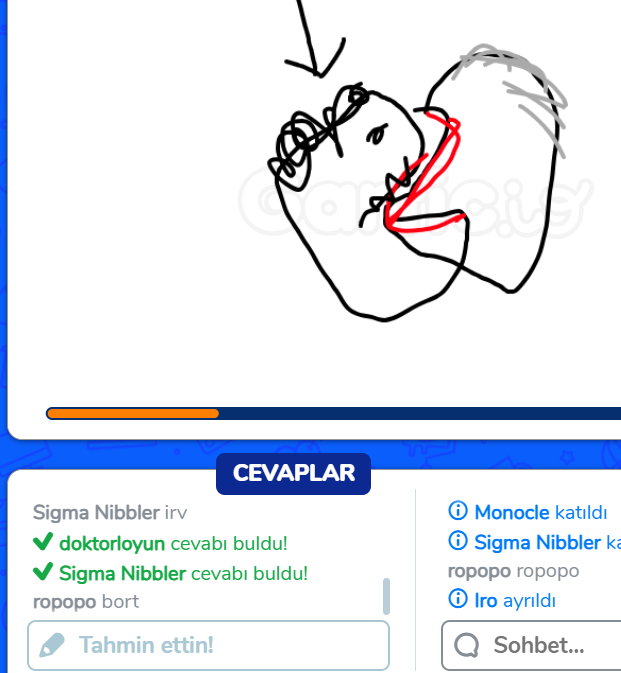 Gartic.io
CEVAPLAR
Sigma Nibbler irv
doktorloyun cevabı buldu!
Sigma Nibbler cevabı buldu!
ropopo bort
Tahmin ettin!
Monocle katıldı
Sigma Nibbler ka
ropopo ropopo
Iro ayrıldı
Sohbet...